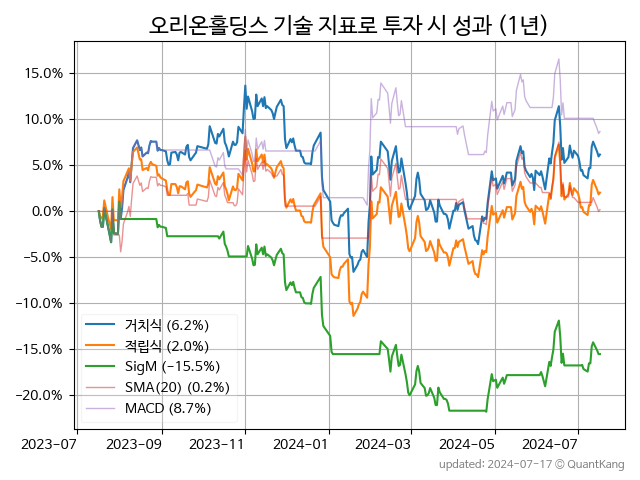 오리온홀딩스 기술 지표로 투자 시 성과 (1년)
15.0%
10.0%
5.0%
0.0%
−5.0%
−10.0%
−15.0%
−20.0%
거치식 (6.2%)
적립식 (2.0%)
SigM (−15.5%)
SMA(20) (0.2%)
MACD (8.7%)
2023-07 2023-09 2023-11 2024-01 2024-03 2024-05 2024-07
updated: 2024-07-17 © QuantKang